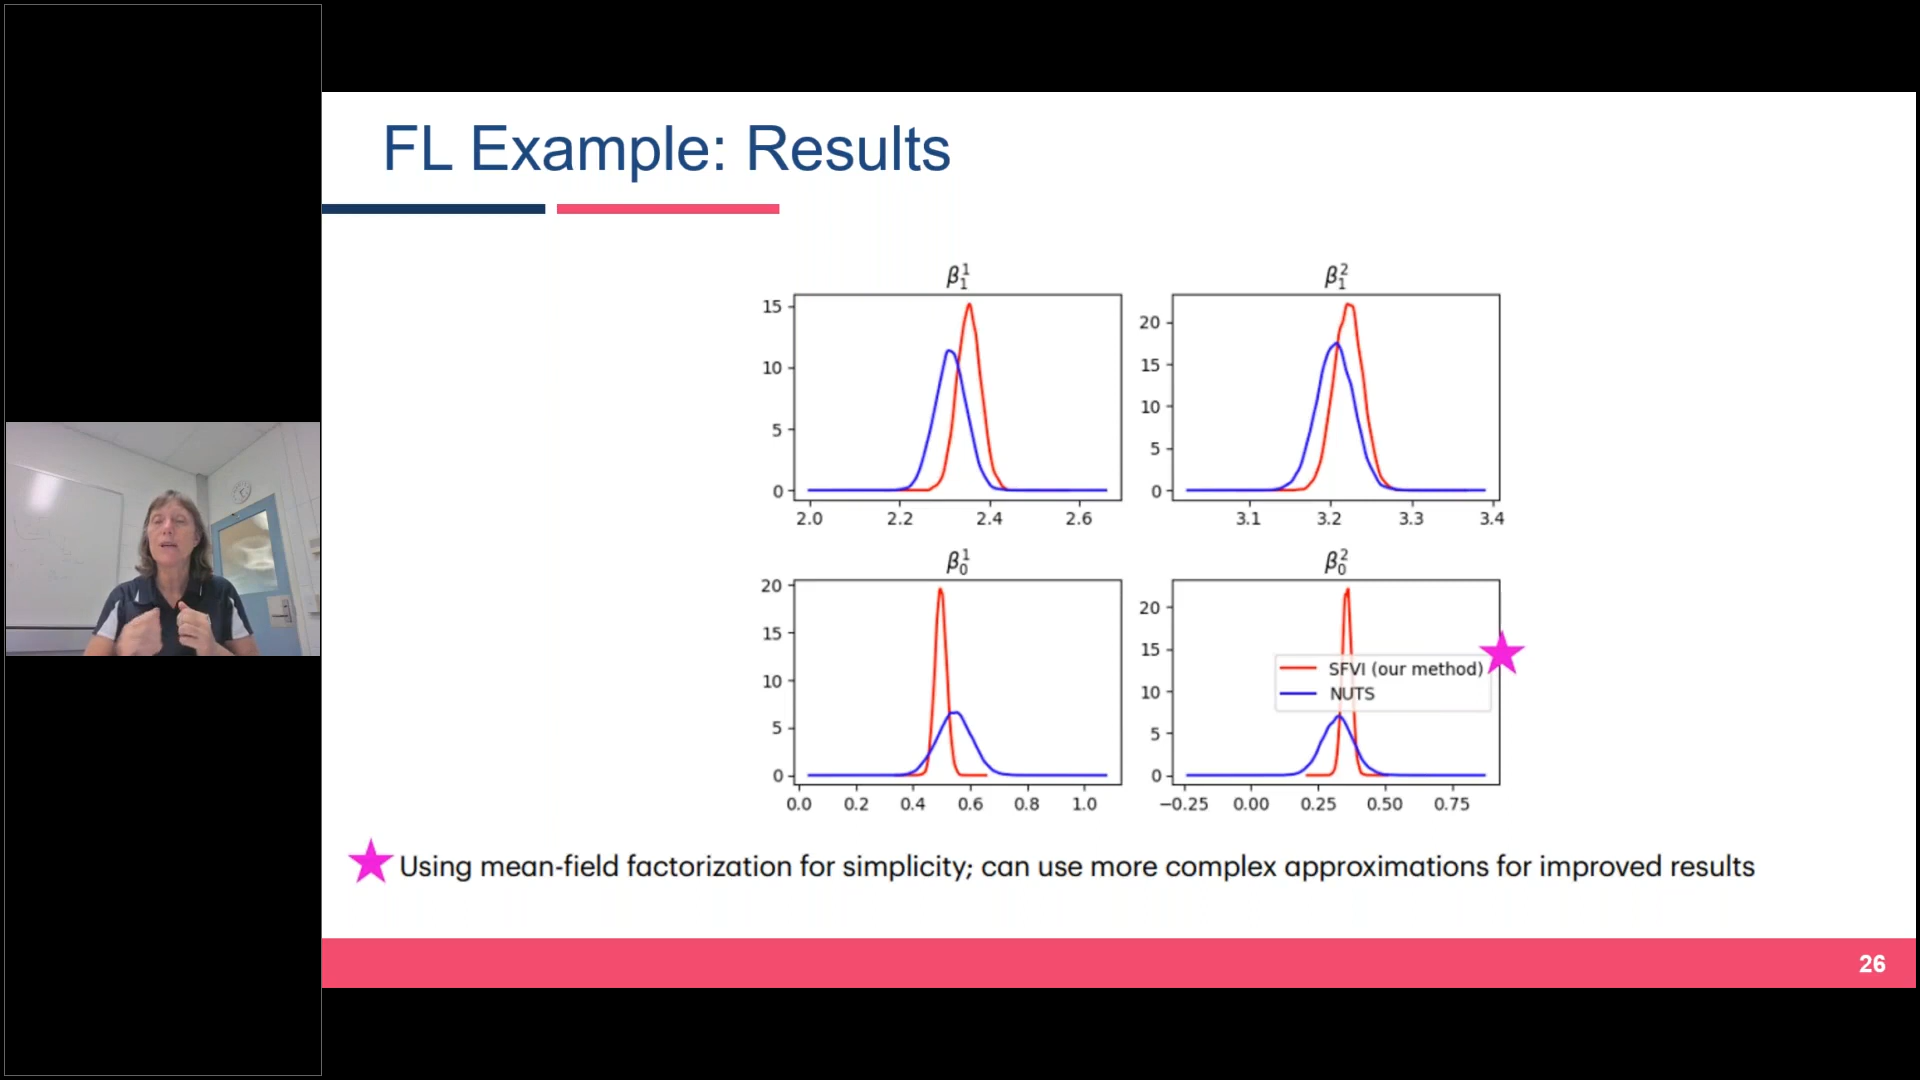 FL Example: Results
β₁¹
β₁²
15
10
5
0
2.0 2.2 2.4 2.6
20
15
10
5
0
3.1 3.2 3.3 3.4
β₀¹
β₀²
20
15
10
5
0
0.0 0.2 0.4 0.6 0.8 1.0
20
15
10
5
0
SFVI (our method)
NUTS
−0.25 0.00 0.25 0.50 0.75
Using mean-field factorization for simplicity; can use more complex approximations for improved results
26